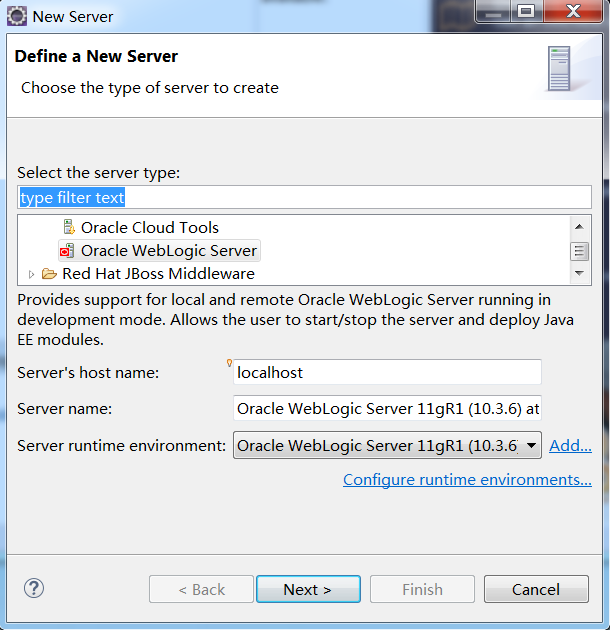 New Server
Define a New Server
Choose the type of server to create
Select the server type:
type filter text
Oracle Cloud Tools
Oracle WebLogic Server
Red Hat JBoss Middleware
Provides support for local and remote Oracle WebLogic Server running in
development mode. Allows the user to start/stop the server and deploy Java
EE modules.
Server's host name:
localhost
Server name:
Oracle WebLogic Server 11gR1 (10.3.6) at
Server runtime environment:
Oracle WebLogic Server 11gR1 (10.3.6
Add...
Configure runtime environments...
?
< Back
Next >
Finish
Cancel